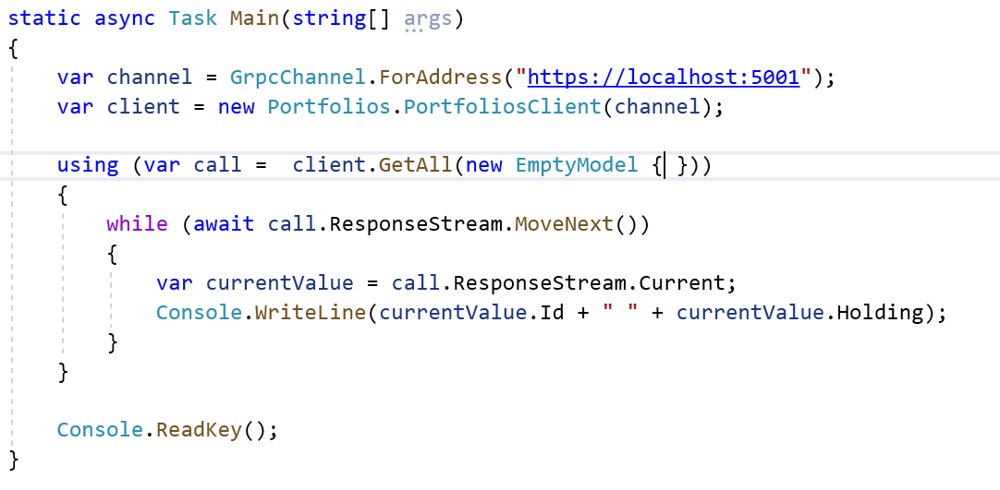 static async Task Main(string[] args)
{
    var channel = GrpcChannel.ForAddress("https://localhost:5001");
    var client = new Portfolios.PortfoliosClient(channel);

    using (var call =  client.GetAll(new EmptyModel { }))
    {
        while (await call.ResponseStream.MoveNext())
        {
            var currentValue = call.ResponseStream.Current;
            Console.WriteLine(currentValue.Id + " " + currentValue.Holding);
        }
    }

    Console.ReadKey();
}